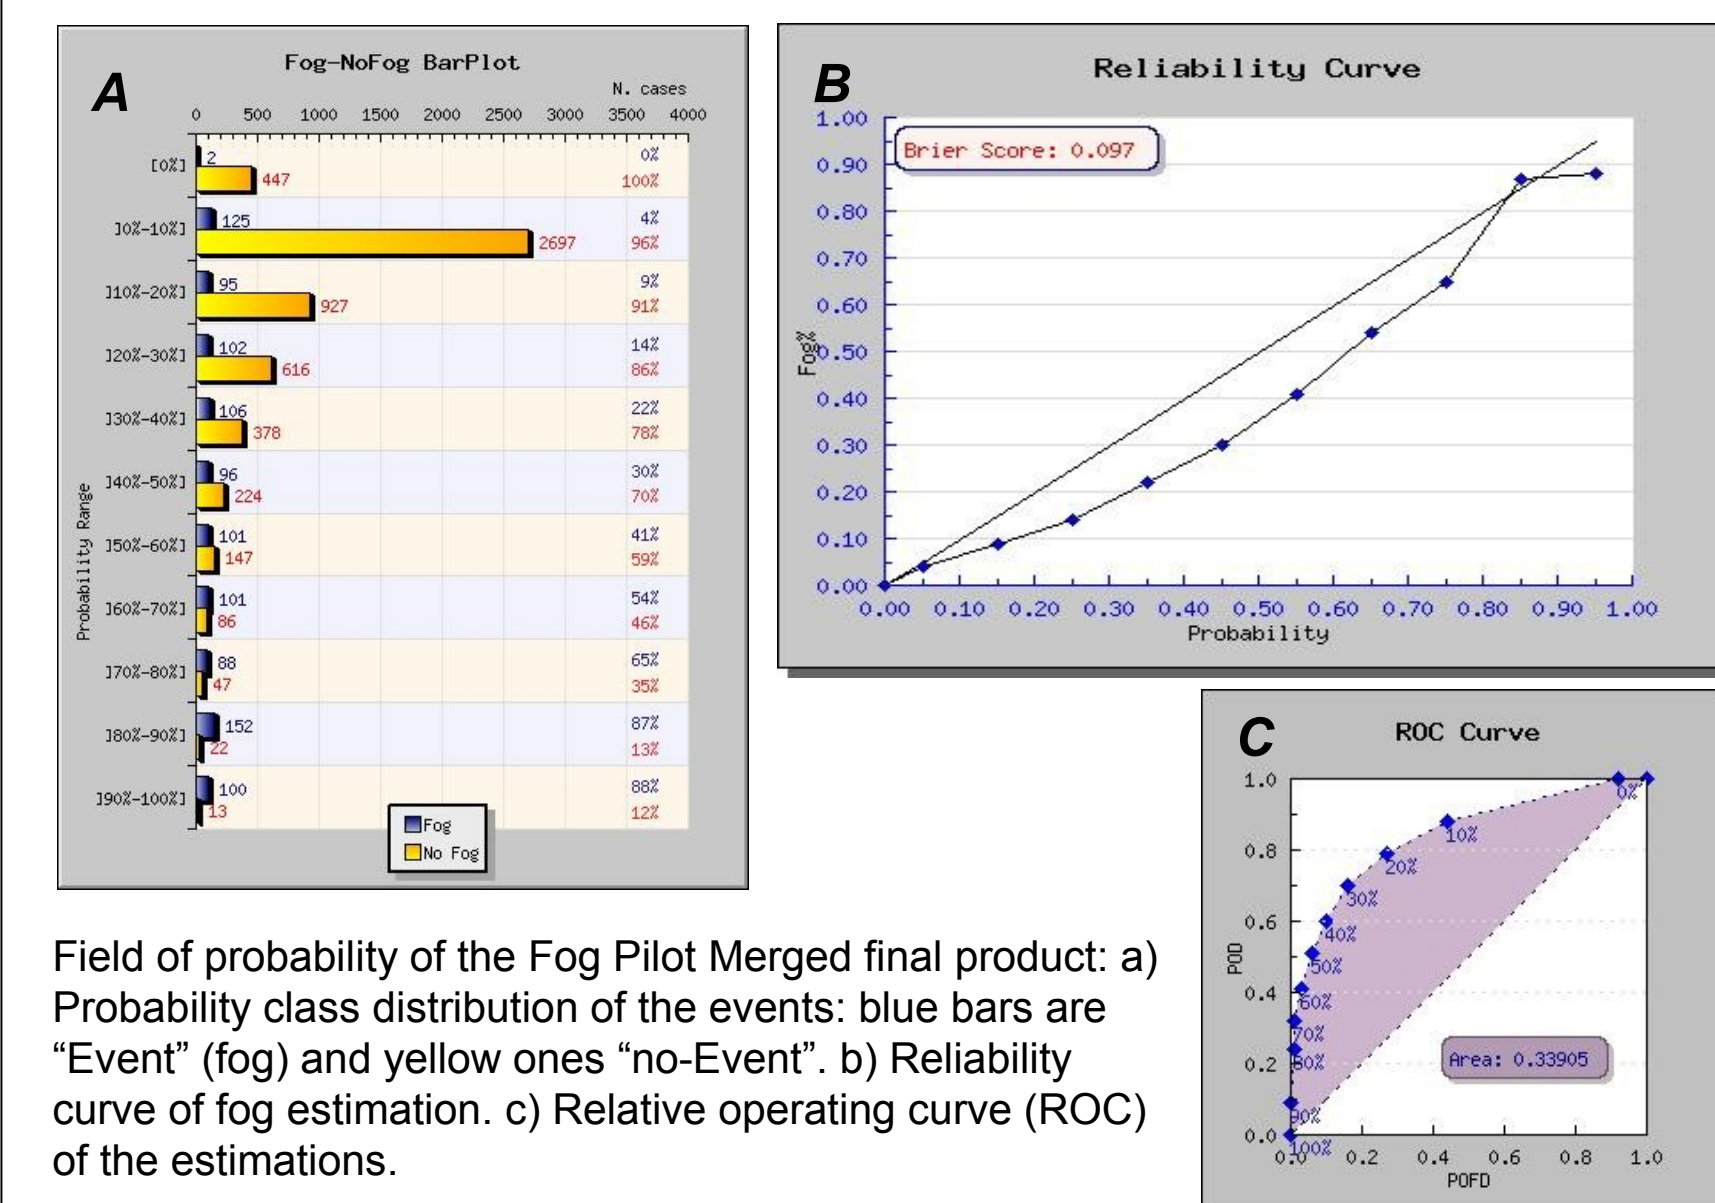 A
Fog-NoFog BarPlot
N. cases
0 500 1000 1500 2000 2500 3000 3500 4000
Probability Range
[0%] 2 0%
447 100%
]0%-10%] 125 4%
2697 96%
]10%-20%] 95 9%
927 91%
]20%-30%] 102 14%
616 86%
]30%-40%] 106 22%
378 78%
]40%-50%] 96 30%
224 70%
]50%-60%] 101 41%
147 59%
]60%-70%] 101 54%
86 46%
]70%-80%] 88 65%
47 35%
]80%-90%] 152 87%
22 13%
]90%-100%] 100 88%
13 12%
Fog
No Fog
B
Reliability Curve
Brier Score: 0.097
1.00
0.90
0.80
0.70
0.60
0.50
0.40
0.30
0.20
0.10
0.00
Fog%
0.00 0.10 0.20 0.30 0.40 0.50 0.60 0.70 0.80 0.90 1.00
Probability
C
ROC Curve
1.0
0.8
0.6
0.4
0.2
0.0
POD
0%
10%
20%
30%
40%
50%
60%
70%
80%
90%
100%
Area: 0.33905
0.0 0.2 0.4 0.6 0.8 1.0
POFD
Field of probability of the Fog Pilot Merged final product: a)
Probability class distribution of the events: blue bars are
“Event” (fog) and yellow ones “no-Event”. b) Reliability
curve of fog estimation. c) Relative operating curve (ROC)
of the estimations.